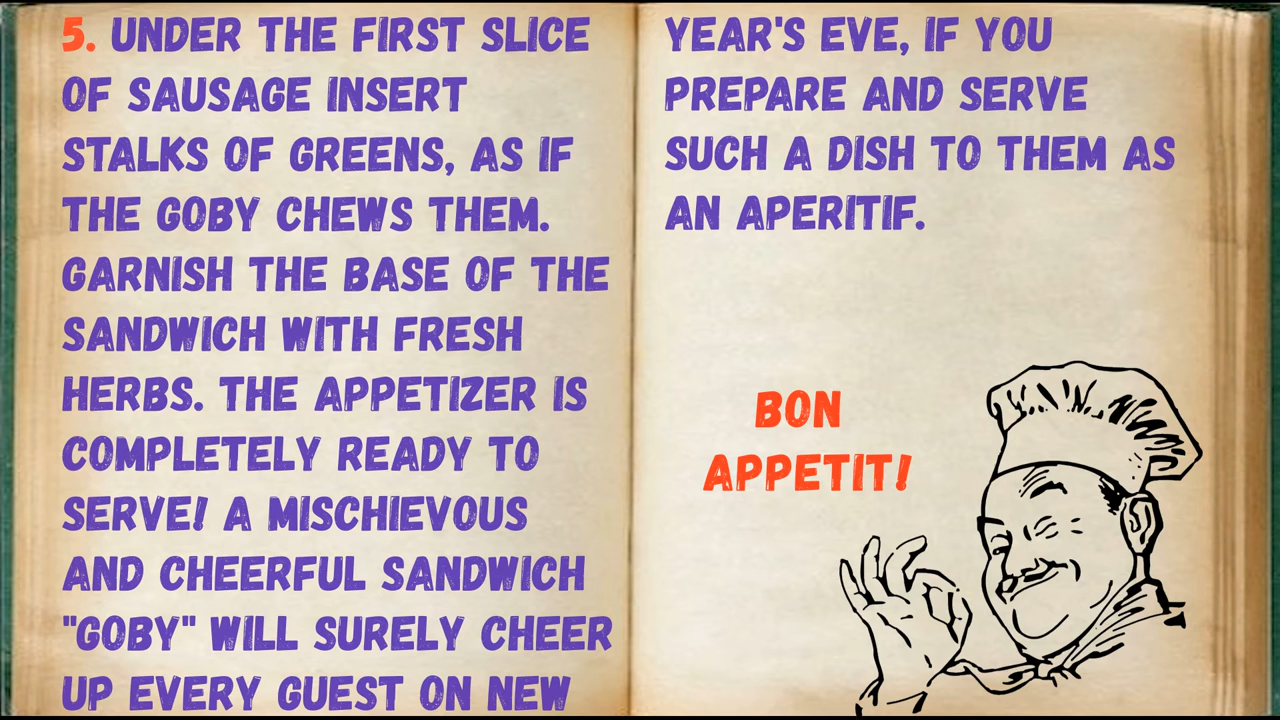 5. UNDER THE FIRST SLICE
OF SAUSAGE INSERT
STALKS OF GREENS, AS IF
THE GOBY CHEWS THEM.
GARNISH THE BASE OF THE
SANDWICH WITH FRESH
HERBS. THE APPETIZER IS
COMPLETELY READY TO
SERVE! A MISCHIEVOUS
AND CHEERFUL SANDWICH
"GOBY" WILL SURELY CHEER
UP EVERY GUEST ON NEW
YEAR'S EVE, IF YOU
PREPARE AND SERVE
SUCH A DISH TO THEM AS
AN APERITIF.
BON
APPETIT!